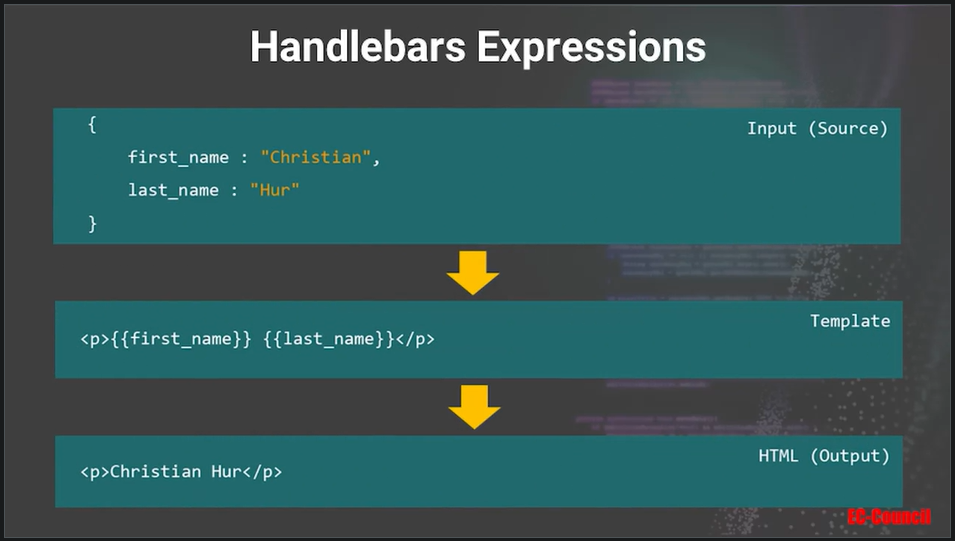 Handlebars Expressions
Input (Source)
{
first_name : "Christian",
last_name : "Hur"
}
Template
<p>{{first_name}} {{last_name}}</p>
HTML (Output)
<p>Christian Hur</p>
EC-Council